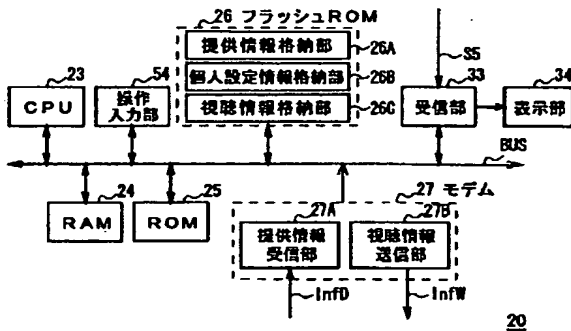 26 フラッシュROM
提供情報格納部 26A
個人設定情報格納部 26B
視聴情報格納部 26C
23
CPU
54
操作
入力部
S5
33
受信部
34
表示部
BUS
24
RAM
25
ROM
27 モデム
27A
提供情報
受信部
27B
視聴情報
送信部
InfD
InfW
20